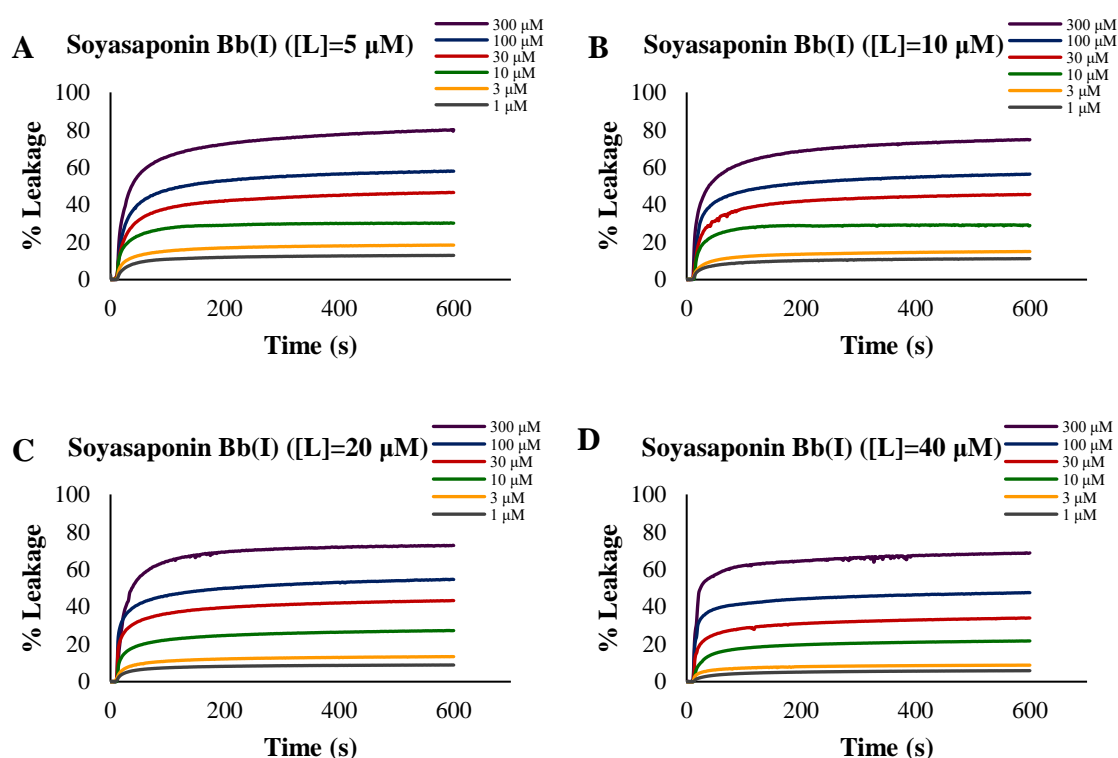 A Soyasaponin Bb(I) ([L]=5 μM)
300 μM
100 μM
30 μM
10 μM
3 μM
1 μM
100
80
60
40
20
0
% Leakage
0 200 400 600
Time (s)
B Soyasaponin Bb(I) ([L]=10 μM)
300 μM
100 μM
30 μM
10 μM
3 μM
1 μM
100
80
60
40
20
0
% Leakage
0 200 400 600
Time (s)
C Soyasaponin Bb(I) ([L]=20 μM)
300 μM
100 μM
30 μM
10 μM
3 μM
1 μM
100
80
60
40
20
0
% Leakage
0 200 400 600
Time (s)
D Soyasaponin Bb(I) ([L]=40 μM)
300 μM
100 μM
30 μM
10 μM
3 μM
1 μM
100
80
60
40
20
0
% Leakage
0 200 400 600
Time (s)